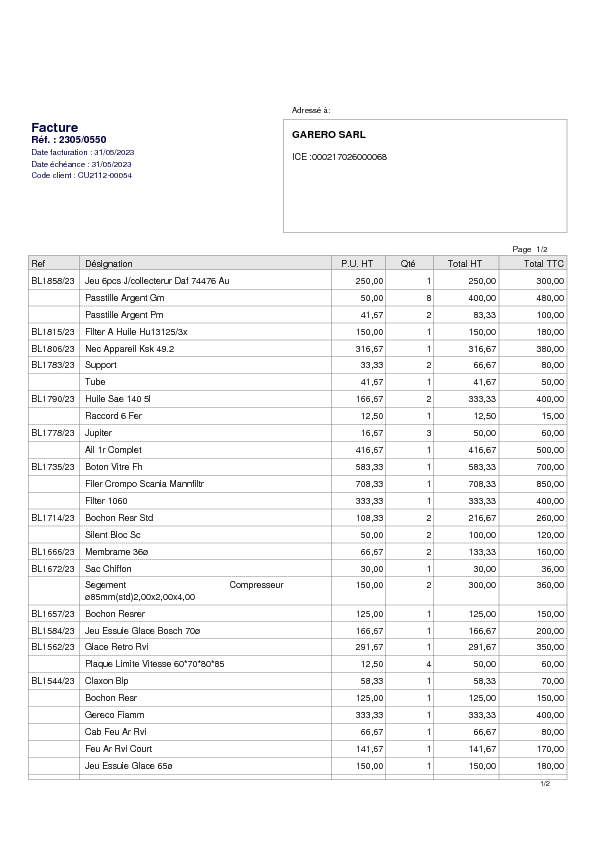 Adressé à:
Facture
Réf. : 2305/0550
Date facturation : 31/05/2023
Date échéance : 31/05/2023
Code client : CU2112-00054
GARERO SARL
ICE :000217026000068
Page 1/2
Ref Désignation P.U. HT Qté Total HT Total TTC
BL1858/23 Jeu 6pcs J/collecterur Daf 74476 Au 250,00 1 250,00 300,00
Passtille Argent Gm 50,00 8 400,00 480,00
Passtille Argent Pm 41,67 2 83,33 100,00
BL1815/23 Filter A Huile Hu13125/3x 150,00 1 150,00 180,00
BL1806/23 Nec Appareil Ksk 49.2 316,67 1 316,67 380,00
BL1783/23 Support 33,33 2 66,67 80,00
Tube 41,67 1 41,67 50,00
BL1790/23 Huile Sae 140 5l 166,67 2 333,33 400,00
Raccord 6 Fer 12,50 1 12,50 15,00
BL1778/23 Jupiter 16,67 3 50,00 60,00
All 1r Complet 416,67 1 416,67 500,00
BL1735/23 Boton Vitre Fh 583,33 1 583,33 700,00
Filer Crompo Scania Mannfiltr 708,33 1 708,33 850,00
Filter 1060 333,33 1 333,33 400,00
BL1714/23 Bochon Resr Std 108,33 2 216,67 260,00
Silent Bloc Sc 50,00 2 100,00 120,00
BL1666/23 Membrame 36ø 66,67 2 133,33 160,00
BL1672/23 Sac Chiffon 30,00 1 30,00 36,00
Segement Compresseur 150,00 2 300,00 360,00
ø85mm(std)2,00x2,00x4,00
BL1657/23 Bochon Resrer 125,00 1 125,00 150,00
BL1584/23 Jeu Essuie Glace Bosch 70ø 166,67 1 166,67 200,00
BL1562/23 Glace Retro Rvi 291,67 1 291,67 350,00
Plaque Limite Vitesse 60*70*80*85 12,50 4 50,00 60,00
BL1544/23 Claxon Bip 58,33 1 58,33 70,00
Bochon Resr 125,00 1 125,00 150,00
Gereco Fiamm 333,33 1 333,33 400,00
Cab Feu Ar Rvi 66,67 1 66,67 80,00
Feu Ar Rvi Court 141,67 1 141,67 170,00
Jeu Essuie Glace 65ø 150,00 1 150,00 180,00
1/2